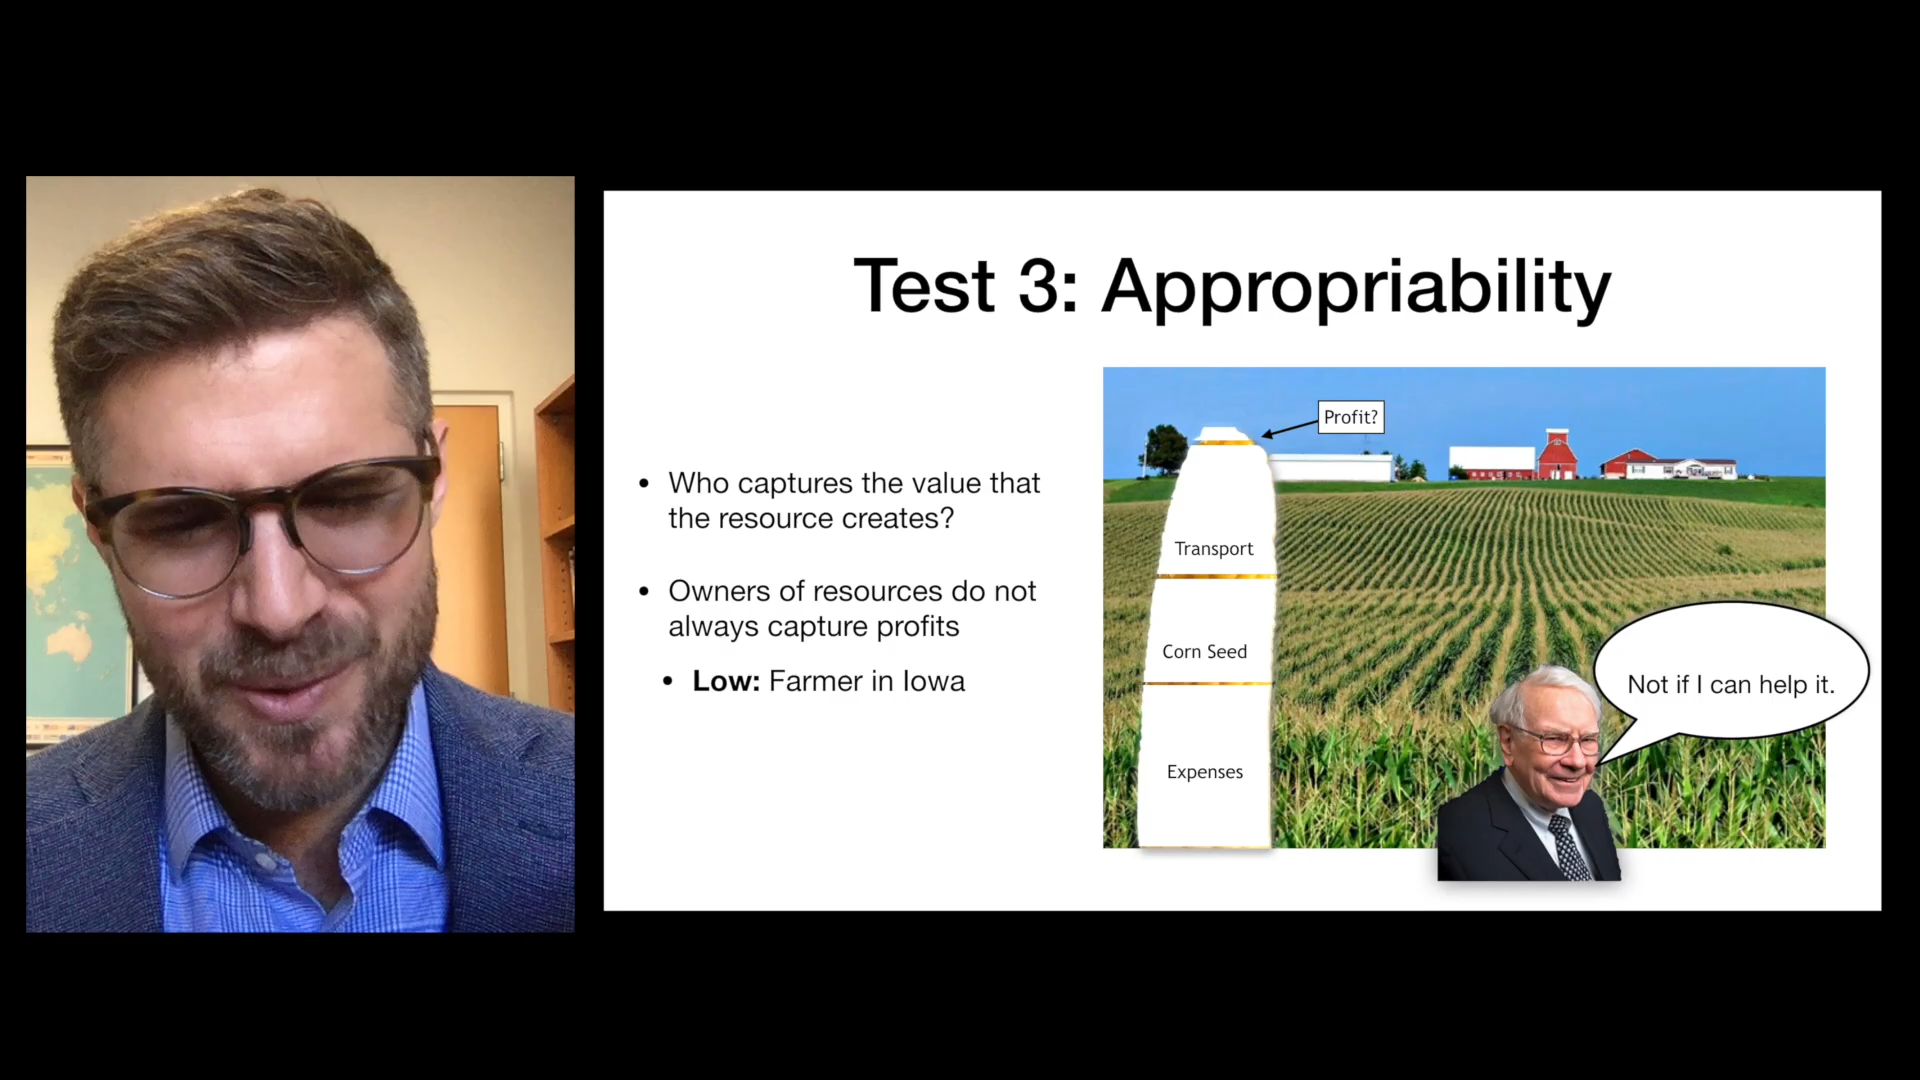 Test 3: Appropriability
• Who captures the value that
the resource creates?
• Owners of resources do not
always capture profits
• Low: Farmer in Iowa
Profit?
Transport
Corn Seed
Expenses
Not if I can help it.